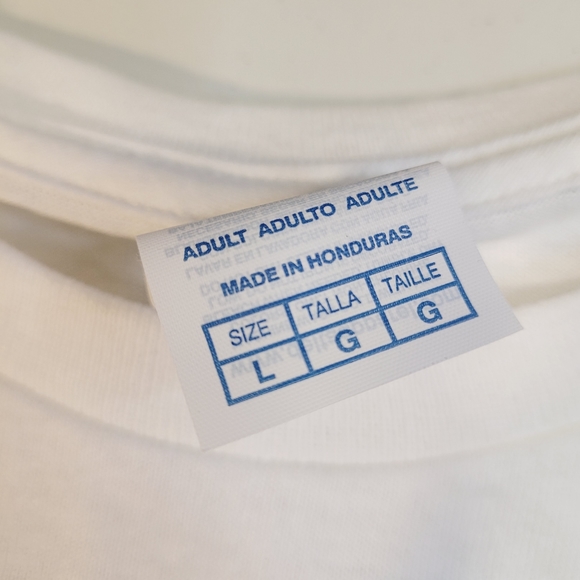 ADULT ADULTO ADULTE
MADE IN HONDURAS
SIZE TALLA TAILLE
L G G